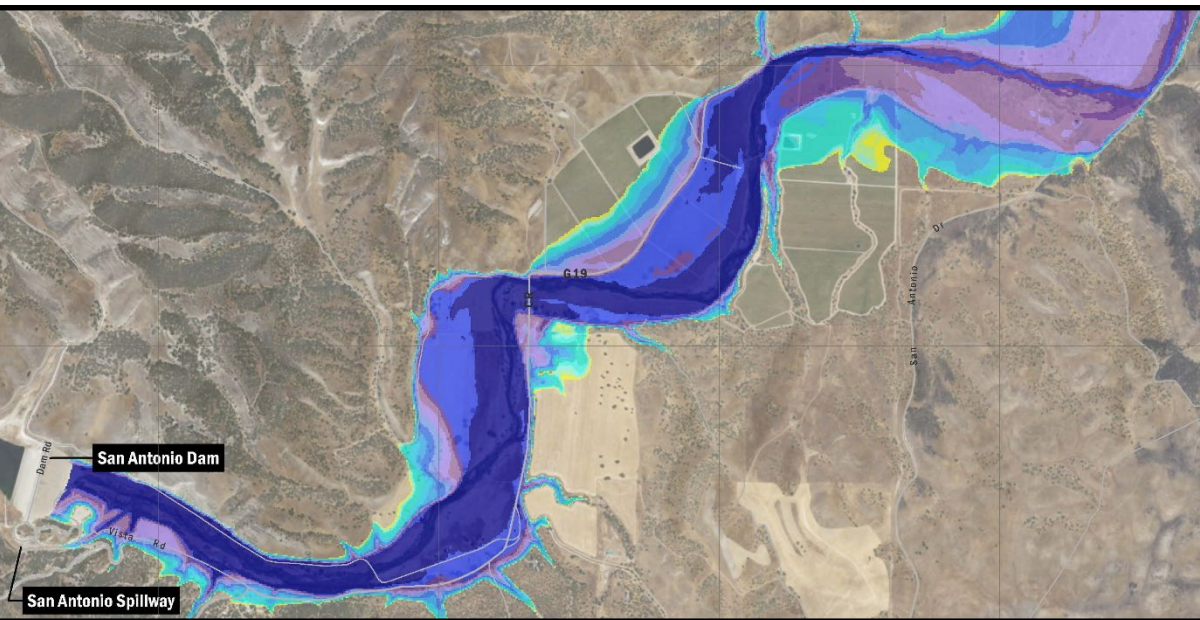 G19
Dr
San Antonio
Dam Rd
San Antonio Dam
Vista Rd
San Antonio Spillway